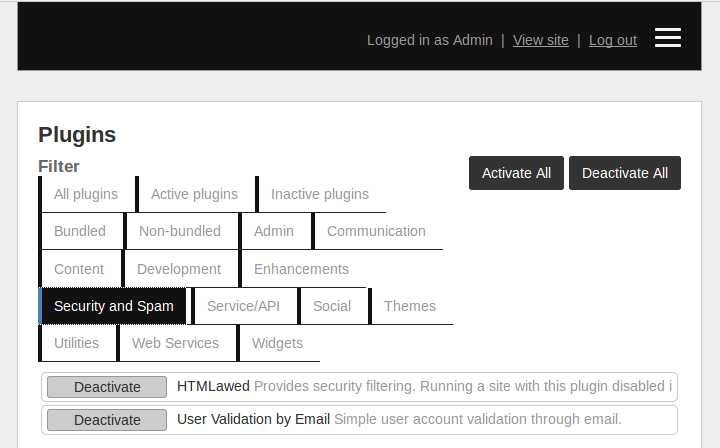 Logged in as Admin | View site | Log out
Plugins
Filter
Activate All Deactivate All
All plugins Active plugins Inactive plugins
Bundled Non-bundled Admin Communication
Content Development Enhancements
Security and Spam Service/API Social Themes
Utilities Web Services Widgets
Deactivate HTMLawed Provides security filtering. Running a site with this plugin disabled i
Deactivate User Validation by Email Simple user account validation through email.